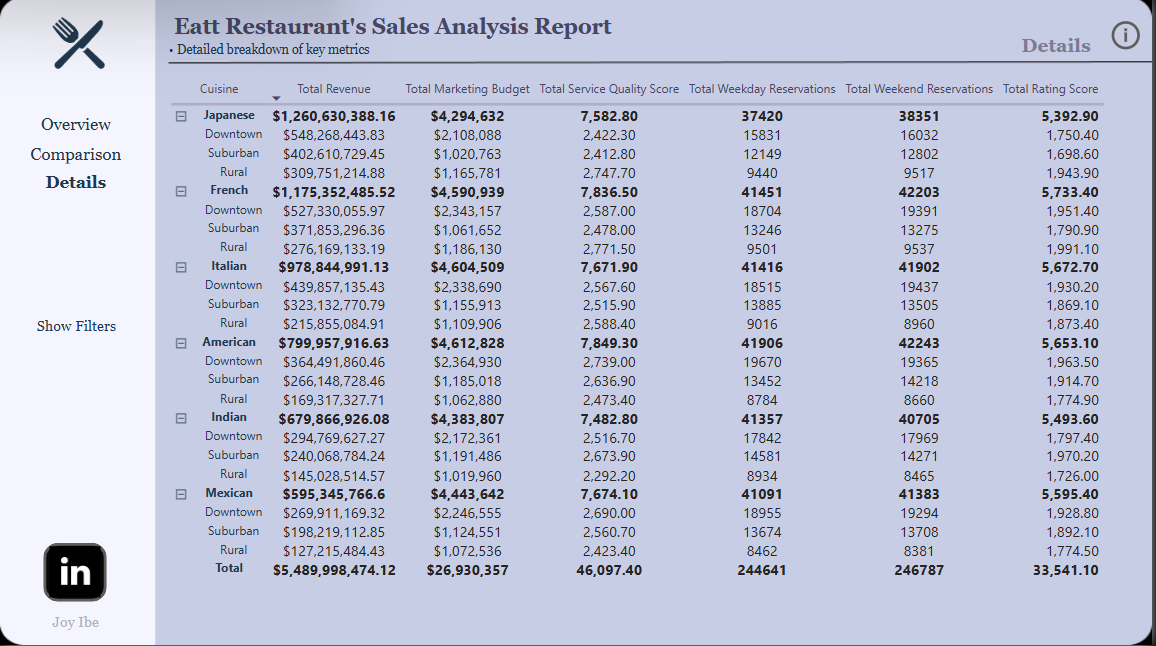 Eatt Restaurant's Sales Analysis Report
• Detailed breakdown of key metrics
Details
i
Overview
Comparison
Details
Show Filters
in
Joy Ibe
Cuisine Total Revenue Total Marketing Budget Total Service Quality Score Total Weekday Reservations Total Weekend Reservations Total Rating Score
Japanese $1,260,630,388.16 $4,294,632 7,582.80 37420 38351 5,392.90
Downtown $548,268,443.83 $2,108,088 2,422.30 15831 16032 1,750.40
Suburban $402,610,729.45 $1,020,763 2,412.80 12149 12802 1,698.60
Rural $309,751,214.88 $1,165,781 2,747.70 9440 9517 1,943.90
French $1,175,352,485.52 $4,590,939 7,836.50 41451 42203 5,733.40
Downtown $527,330,055.97 $2,343,157 2,587.00 18704 19391 1,951.40
Suburban $371,853,296.36 $1,061,652 2,478.00 13246 13275 1,790.90
Rural $276,169,133.19 $1,186,130 2,771.50 9501 9537 1,991.10
Italian $978,844,991.13 $4,604,509 7,671.90 41416 41902 5,672.70
Downtown $439,857,135.43 $2,338,690 2,567.60 18515 19437 1,930.20
Suburban $323,132,770.79 $1,155,913 2,515.90 13885 13505 1,869.10
Rural $215,855,084.91 $1,109,906 2,588.40 9016 8960 1,873.40
American $799,957,916.63 $4,612,828 7,849.30 41906 42243 5,653.10
Downtown $364,491,860.46 $2,364,930 2,739.00 19670 19365 1,963.50
Suburban $266,148,728.46 $1,185,018 2,636.90 13452 14218 1,914.70
Rural $169,317,327.71 $1,062,880 2,473.40 8784 8660 1,774.90
Indian $679,866,926.08 $4,383,807 7,482.80 41357 40705 5,493.60
Downtown $294,769,627.27 $2,172,361 2,516.70 17842 17969 1,797.40
Suburban $240,068,784.24 $1,191,486 2,673.90 14581 14271 1,970.20
Rural $145,028,514.57 $1,019,960 2,292.20 8934 8465 1,726.00
Mexican $595,345,766.6 $4,443,642 7,674.10 41091 41383 5,595.40
Downtown $269,911,169.32 $2,246,555 2,690.00 18955 19294 1,928.80
Suburban $198,219,112.85 $1,124,551 2,560.70 13674 13708 1,892.10
Rural $127,215,484.43 $1,072,536 2,423.40 8462 8381 1,774.50
Total $5,489,998,474.12 $26,930,357 46,097.40 244641 246787 33,541.10